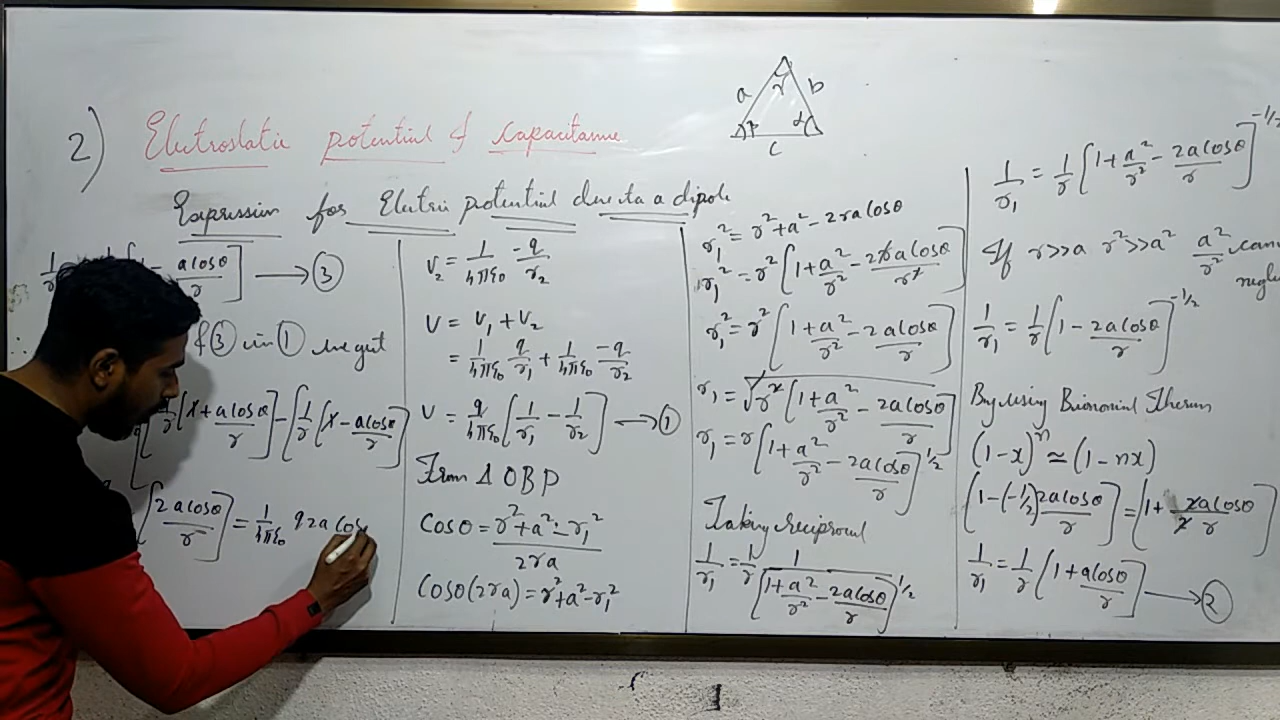 2) Electrostatic potential & Capacitance
a b
c
Expression for Electric potential due to a dipole
a cosθ / r] → ③
f ③ in ① we get
1/r [1 + a cosθ / r] - [1/r [1 - a cosθ / r]
[2 a cosθ / r] = 1/4πε₀ q 2a cos
V₂ = 1/4πε₀ -q/r₂
V = V₁ + V₂
= 1/4πε₀ q/r₁ + 1/4πε₀ -q/r₂
V = q/4πε₀ [1/r₁ - 1/r₂] → ①
From Δ OBP
Cosθ = r² + a² - r₁² / 2ra
Cosθ (2ra) = r² + a² - r₁²
r₁² = r² + a² - 2ra cosθ
r₁² = r² [1 + a²/r² - 2ra cosθ / r²]
r₁² = r² [1 + a²/r² - 2a cosθ / r]
r₁ = √r² [1 + a²/r² - 2a cosθ / r]
r₁ = r [1 + a²/r² - 2a cosθ / r]^1/2
Taking reciprocal
1/r₁ = 1/r 1/[1 + a²/r² - 2a cosθ / r]^1/2
1/r₁ = 1/r [1 + a²/r² - 2a cosθ / r]^-1/2
If r>>a r²>>a² a²/r² can
negle
1/r₁ = 1/r [1 - 2a cosθ / r]^-1/2
By using Binomial
(1-x)ⁿ ≃ (1-nx)
[1-(-1/2) 2a cosθ / r] = [1 + 2a cosθ / 2 r]
1/r₁ = 1/r [1 + a cosθ / r] → ②